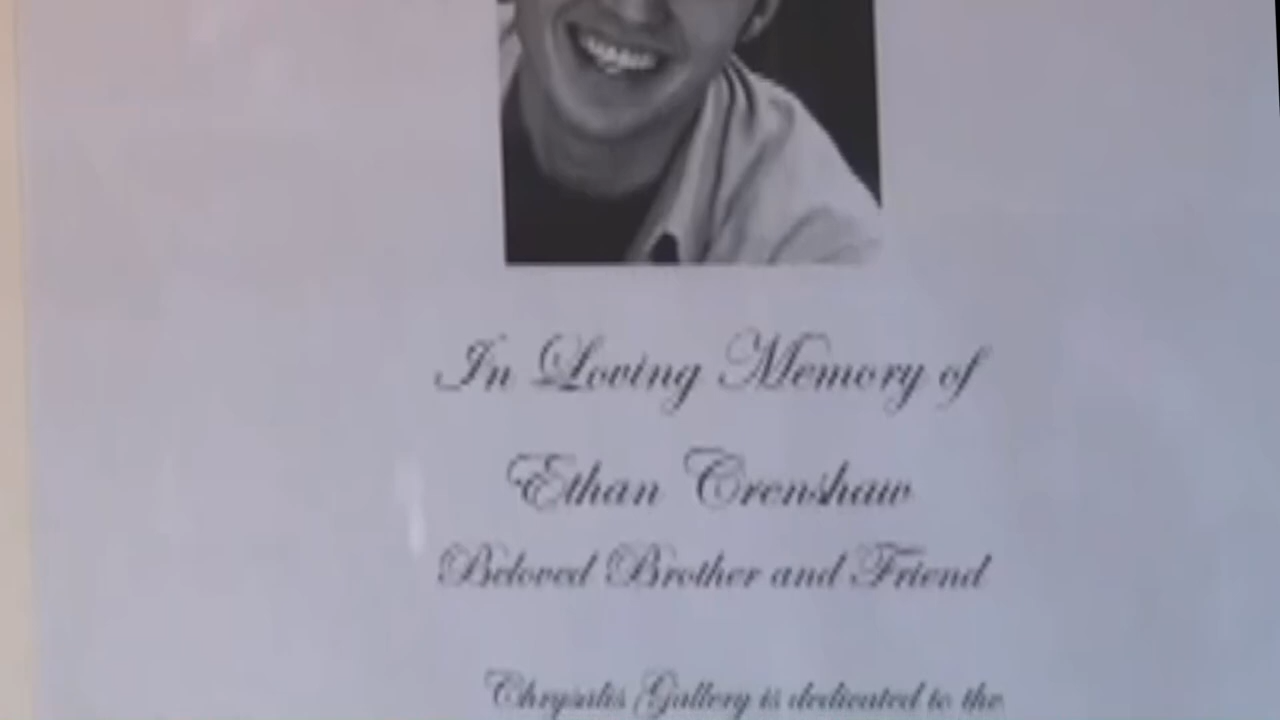 In Loving Memory of
Ethan Crenshaw
Beloved Brother and Friend
Chrysalis Gallery is dedicated to the